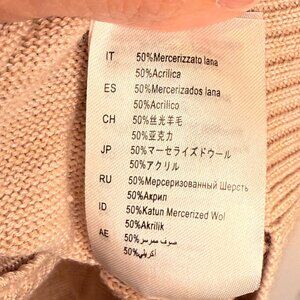 IT 50%Mercerizzato lana
50%Acrilica
ES 50%Mercerizados lana
50%Acrilico
CH 50%丝光羊毛
50%亚克力
JP 50%マーセライズドウール
50%アクリル
RU 50%Мерсеризованный Шерсть
50%Акрил
ID 50%Katun Mercerized Wol
50%Akrilik
AE 50% صوف ممرسر
50% أكريلي